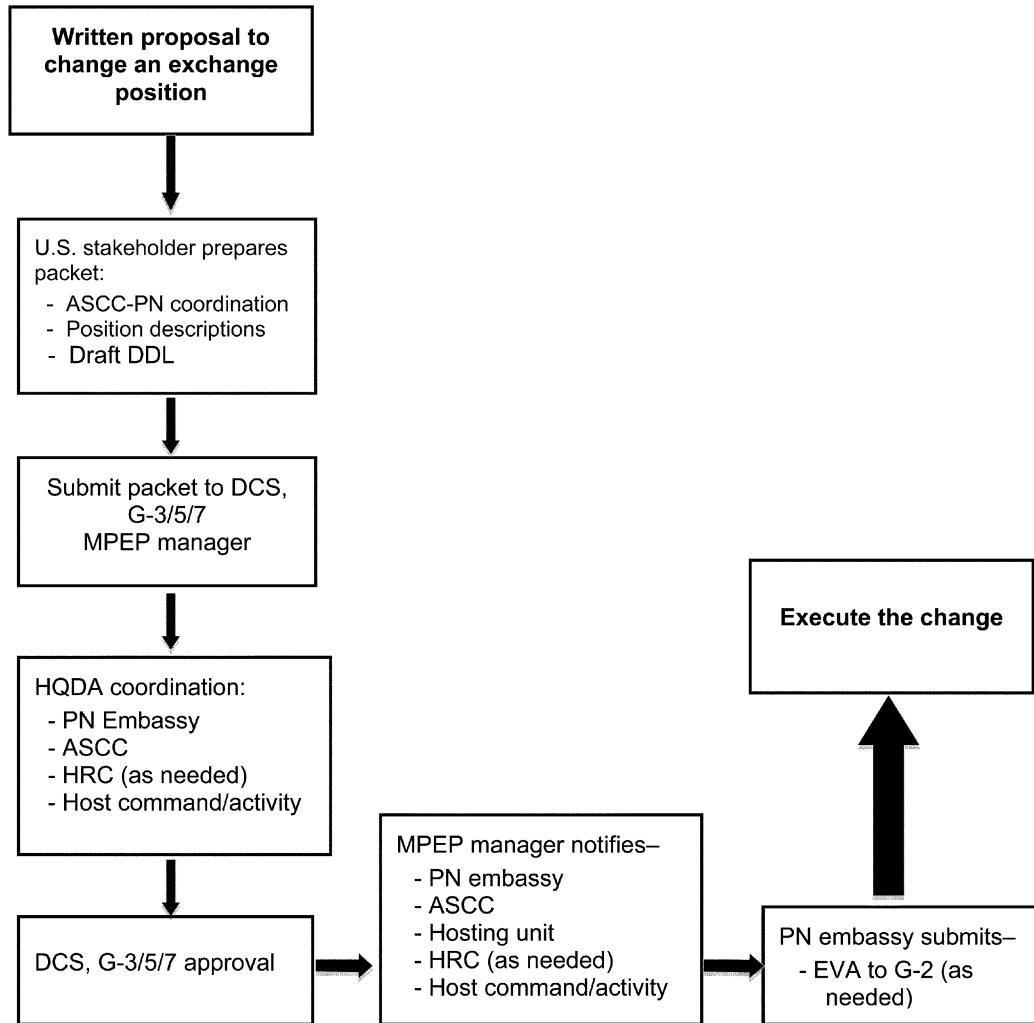 Written proposal to
change an exchange
position
U.S. stakeholder prepares
packet:
- ASCC-PN coordination
- Position descriptions
- Draft DDL
Submit packet to DCS,
G-3/5/7
MPEP manager
HQDA coordination:
- PN Embassy
- ASCC
- HRC (as needed)
- Host command/activity
DCS, G-3/5/7 approval
MPEP manager notifies–
- PN embassy
- ASCC
- Hosting unit
- HRC (as needed)
- Host command/activity
PN embassy submits–
- EVA to G-2 (as
needed)
Execute the change